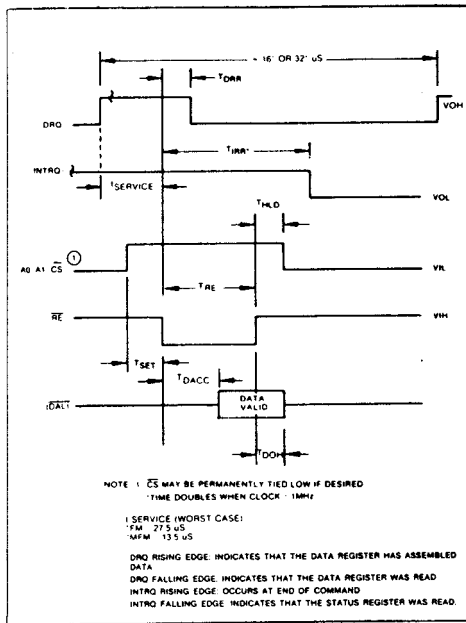 ≈ 16* OR 32* uS
TDRR
VOH
DRQ
TIRR*
INTRQ
VOL
tSERVICE
THLD
A0 A1 CS 1
VIL
TRE
RE
VIH
TSET
TDACC
(DAL)
DATA
VALID
TDOH
NOTE 1 CS MAY BE PERMANENTLY TIED LOW IF DESIRED
*TIME DOUBLES WHEN CLOCK 1MHz
SERVICE (WORST CASE)
*FM 27.5 uS
*MFM 13.5 uS
DRQ RISING EDGE: INDICATES THAT THE DATA REGISTER HAS ASSEMBLED
DATA
DRQ FALLING EDGE: INDICATES THAT THE DATA REGISTER WAS READ
INTRQ RISING EDGE: OCCURS AT END OF COMMAND
INTRQ FALLING EDGE INDICATES THAT THE STATUS REGISTER WAS READ.